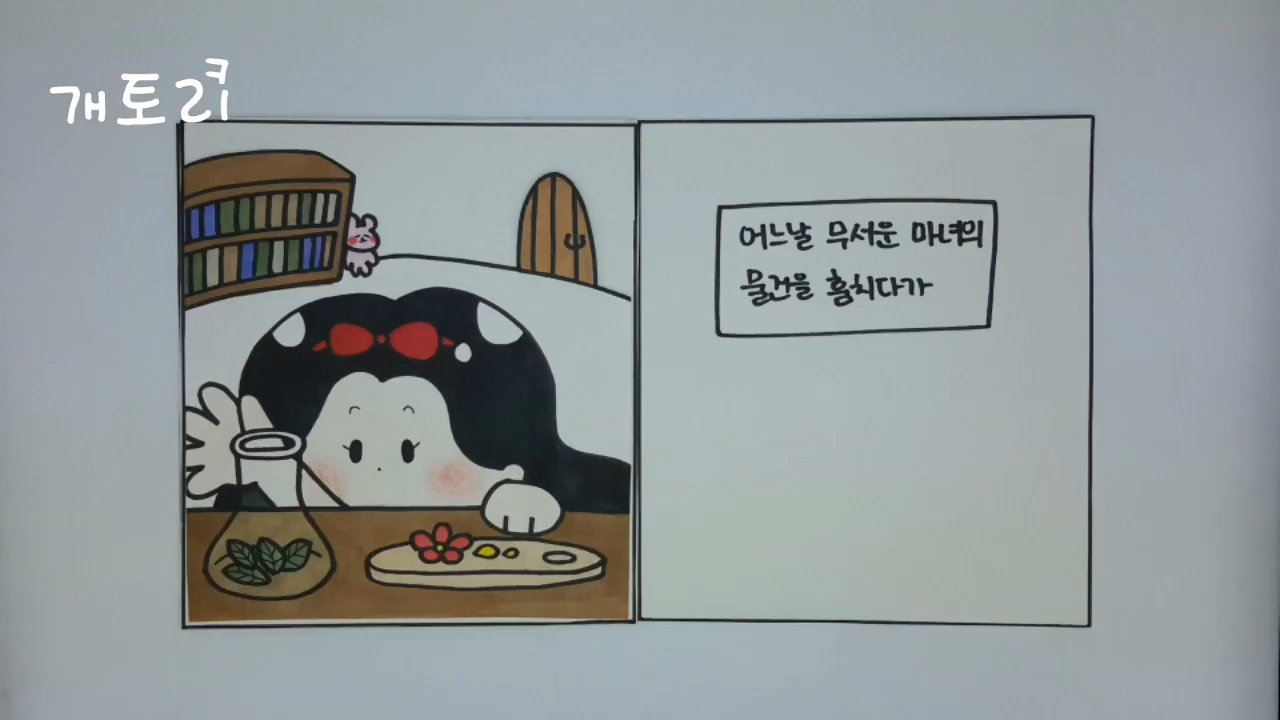 개토리
어느날 무서운 마녀의
물건을 훔치다가